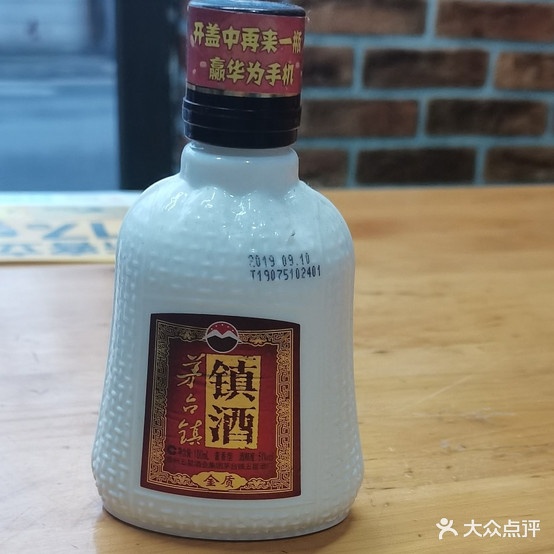 开盖中再来一瓶
赢华为手机
2019 09.10
T19075102401
茅台镇
镇酒
金质
大众点评